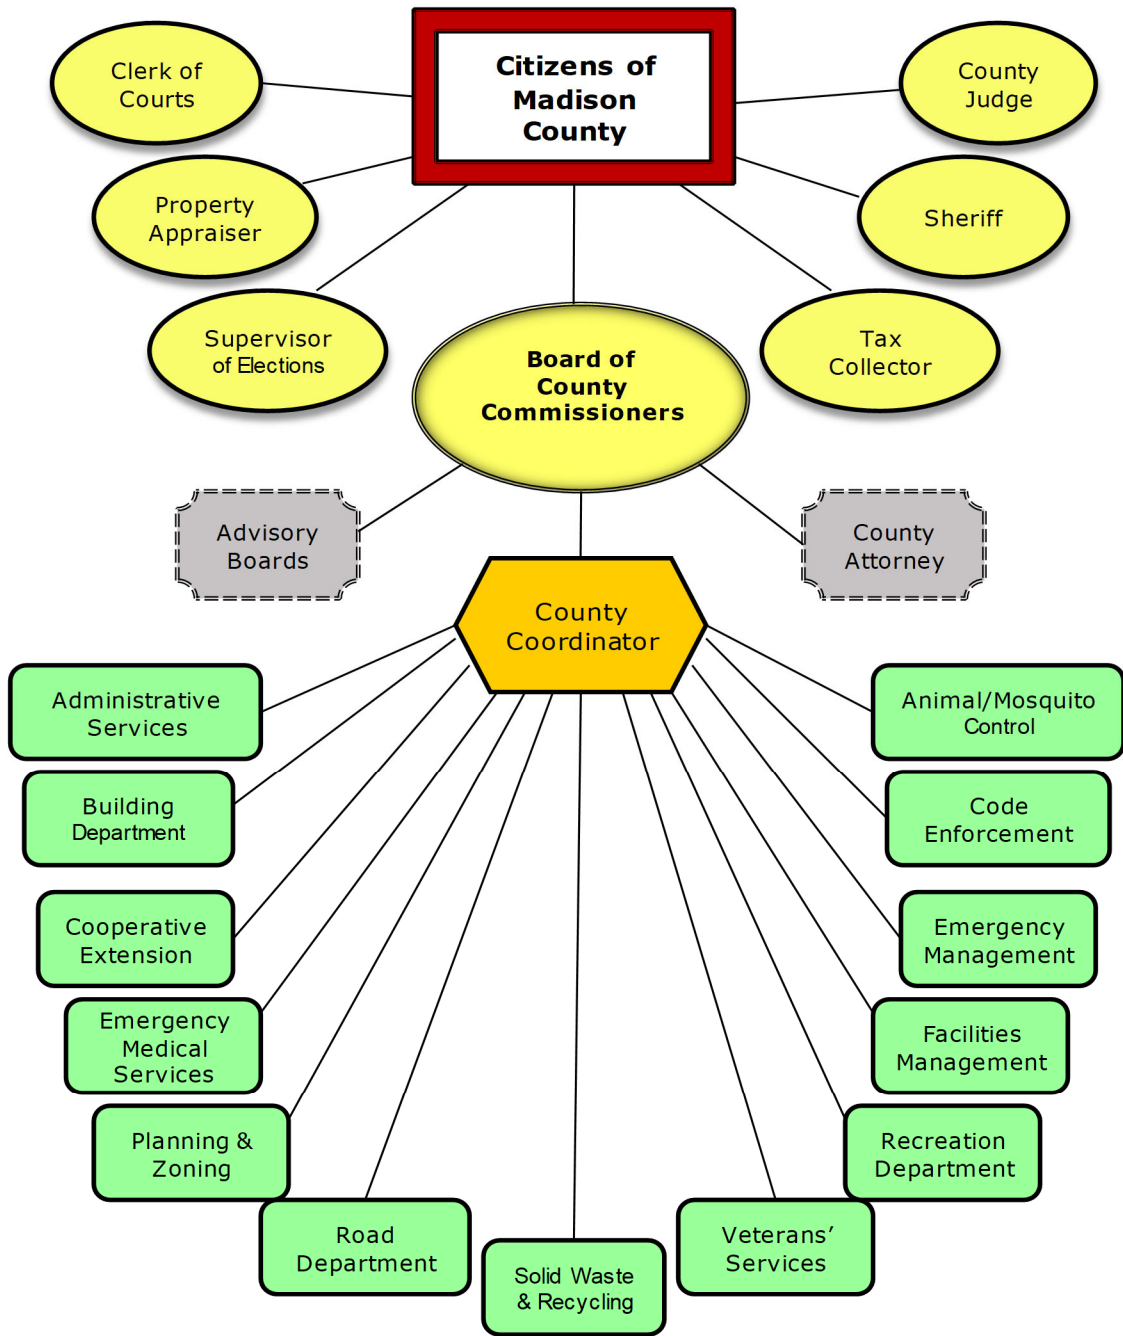 Citizens of
Madison
County
Clerk of
Courts
County
Judge
Property
Appraiser
Sheriff
Supervisor
of Elections
Tax
Collector
Board of
County
Commissioners
Advisory
Boards
County
Attorney
County
Coordinator
Administrative
Services
Animal/Mosquito
Control
Building
Department
Code
Enforcement
Cooperative
Extension
Emergency
Management
Emergency
Medical
Services
Facilities
Management
Planning &
Zoning
Recreation
Department
Road
Department
Veterans’
Services
Solid Waste
& Recycling